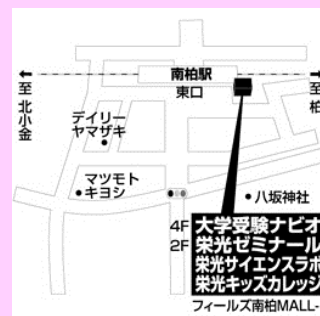 南柏駅
東口
至
北小金
至
柏
デイリー
ヤマザキ
マツモト
キヨシ
八坂神社
4F 大学受験ナビオ
2F 栄光ゼミナール
栄光サイエンスラボ
栄光キッズカレッジ
フィールズ南柏MALL-